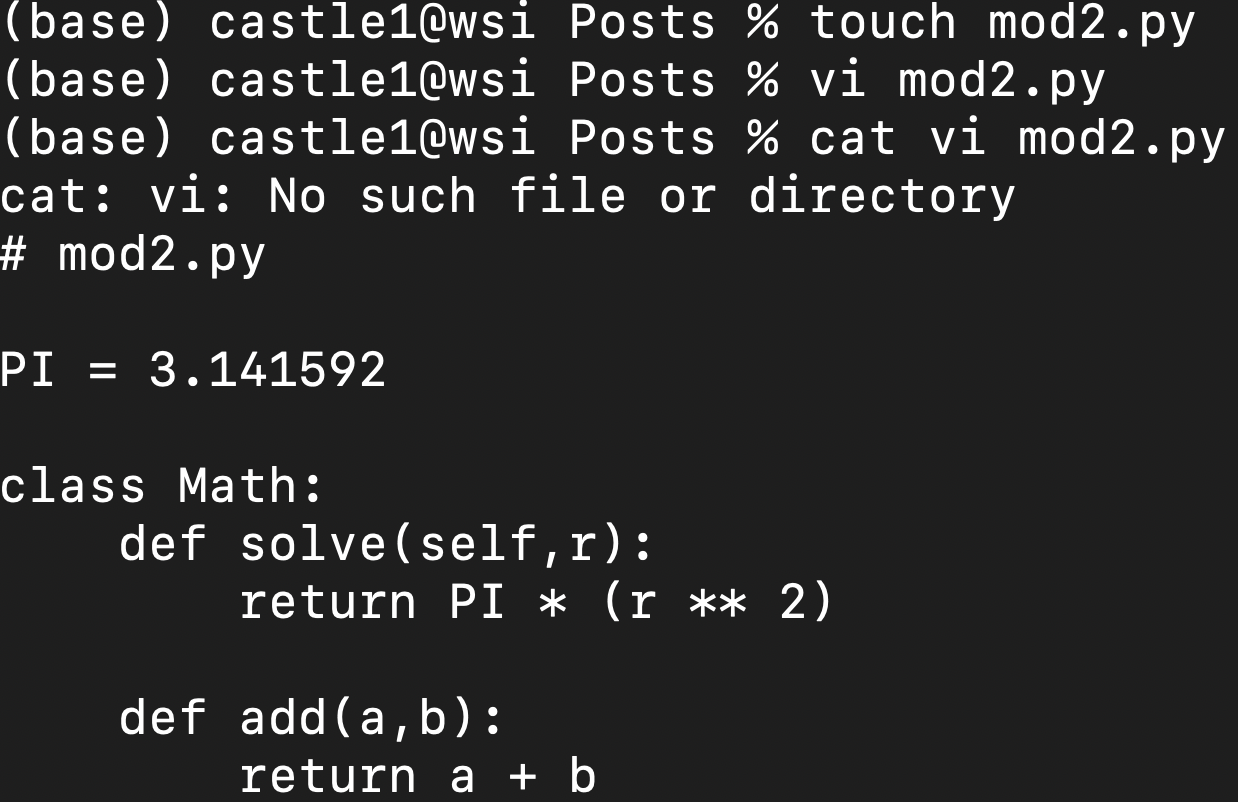 (base) castle1@wsi Posts % touch mod2.py
(base) castle1@wsi Posts % vi mod2.py
(base) castle1@wsi Posts % cat vi mod2.py
cat: vi: No such file or directory
# mod2.py

PI = 3.141592

class Math:
    def solve(self,r):
        return PI * (r ** 2)

    def add(a,b):
        return a + b